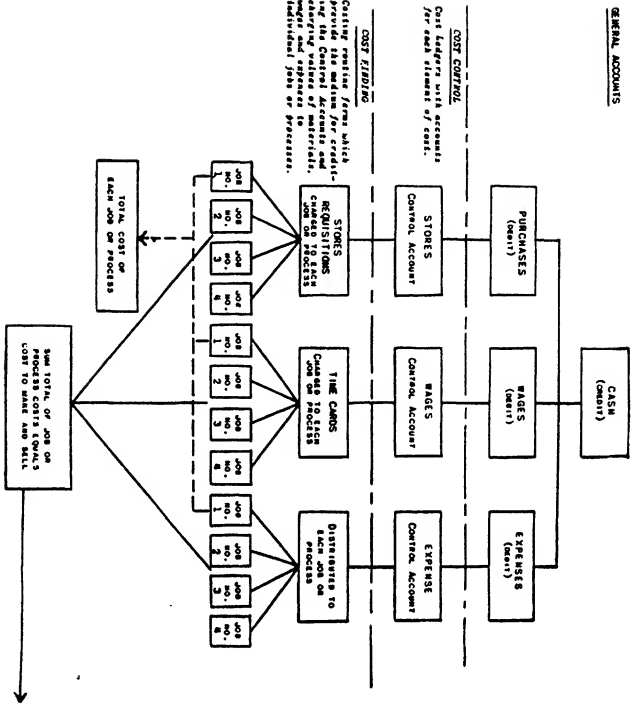 GENERAL ACCOUNTS
CASH
(CREDIT)
PURCHASES
(DEBIT)
WAGES
(DEBIT)
EXPENSES
(DEBIT)
COST CONTROL
Cost Ledgers with accounts
for each element of cost.
STORES
CONTROL ACCOUNT
WAGES
CONTROL ACCOUNT
EXPENSE
CONTROL ACCOUNT
COST FINDING
Costing routine forms which
provide the medium for credit-
ing the Control Accounts and
charging values of materials,
wages and expenses to
individual jobs or processes.
STORES
REQUISITIONS
CHARGED TO EACH
JOB OR PROCESS
TIME CARDS
CHARGED TO EACH
JOB OR PROCESS
DISTRIBUTED TO
EACH JOB OR
PROCESS
JOB
NO.
1
JOB
NO.
2
JOB
NO.
3
JOB
NO.
4
JOB
NO.
1
JOB
NO.
2
JOB
NO.
3
JOB
NO.
4
JOB
NO.
1
JOB
NO.
2
JOB
NO.
3
JOB
NO.
4
TOTAL COST OF
EACH JOB OR PROCESS
SUM TOTAL OF JOB OR
PROCESS COSTS EQUALS
COST TO MAKE AND SELL